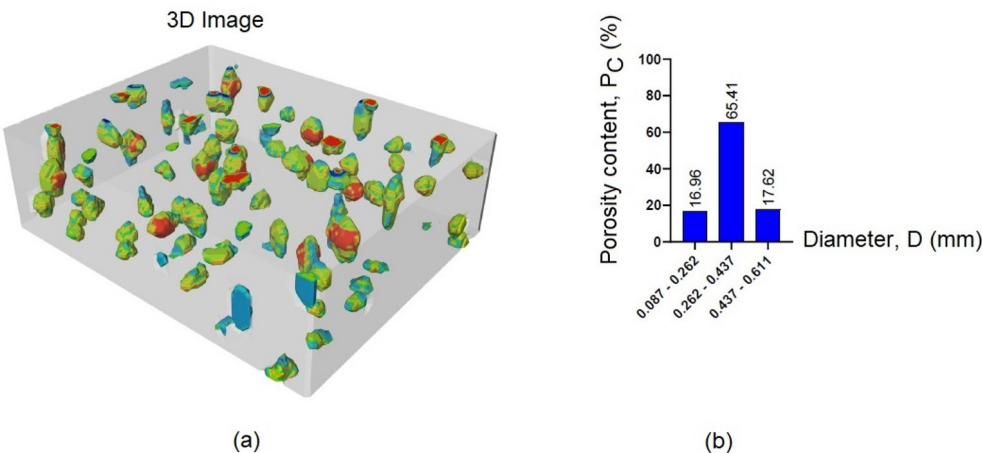 3D Image
Porosity content, PC (%)
100
80
60
40
20
0
16.96
65.41
17.62
0.087 - 0.262
0.262 - 0.437
0.437 - 0.611
Diameter, D (mm)
(a)
(b)